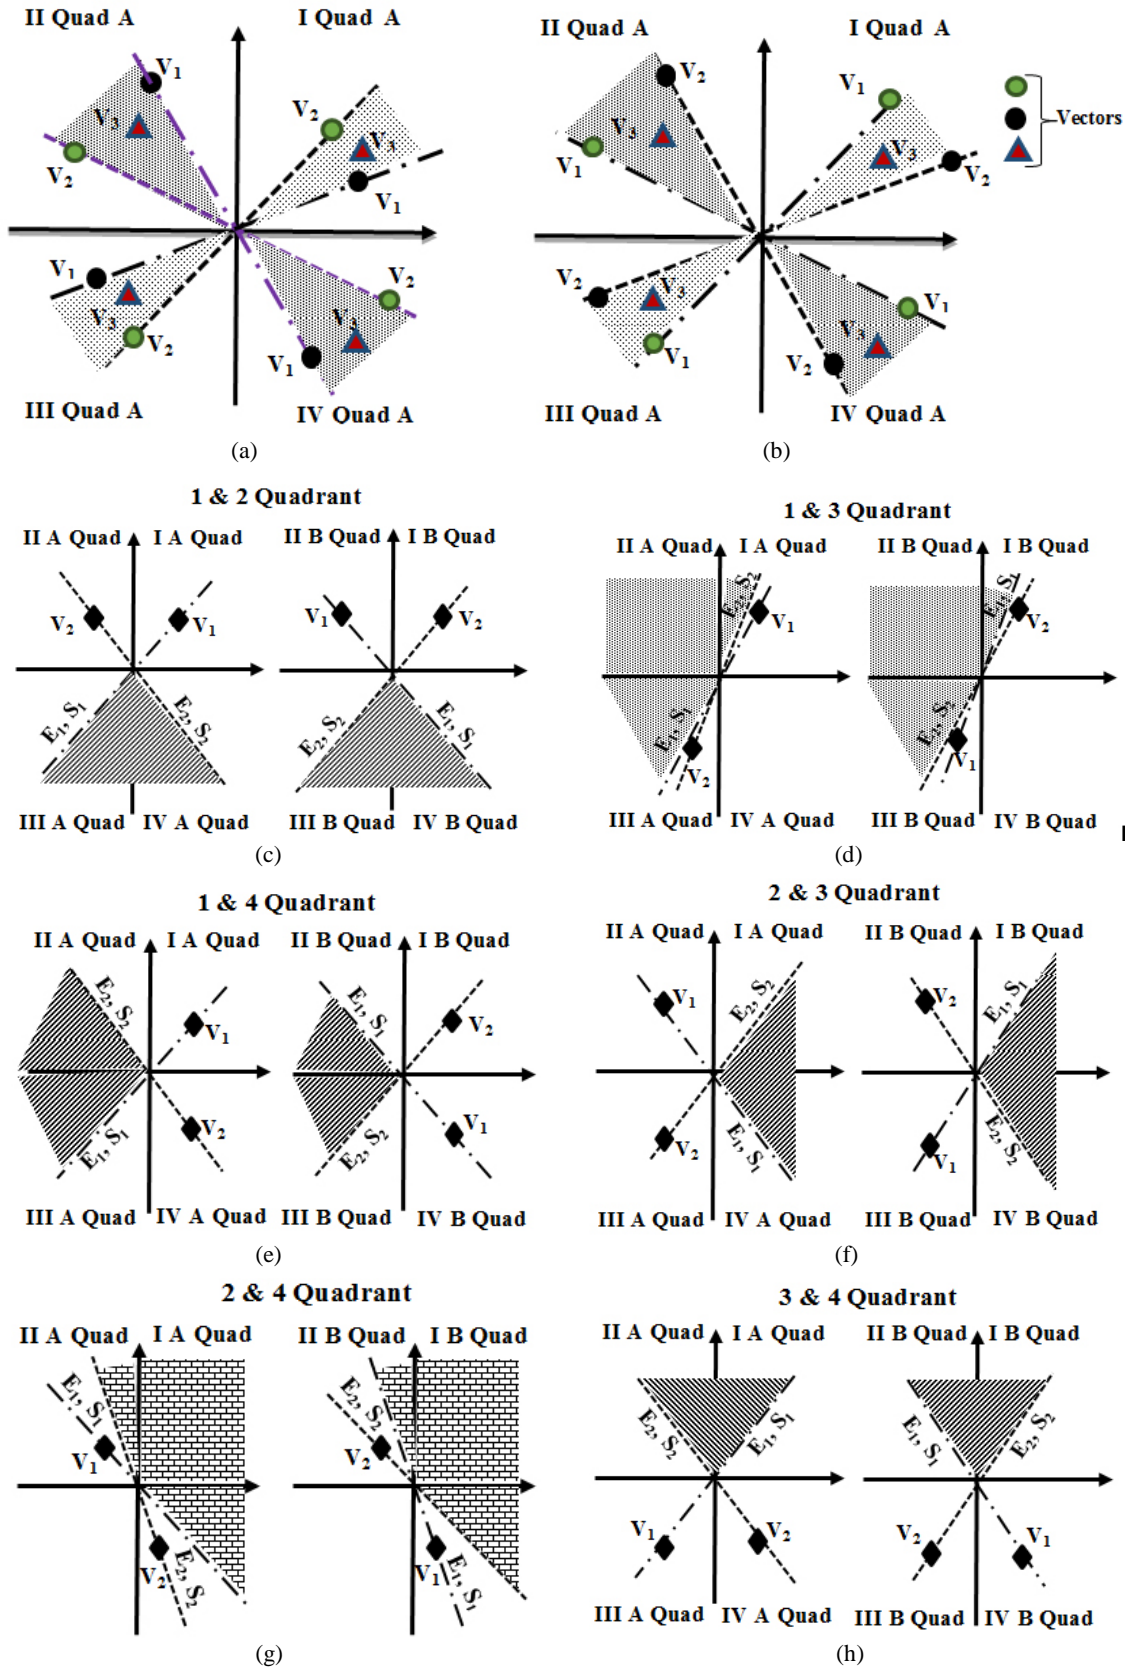 II Quad A
I Quad A
V1
V3
V2
V2
V3
V1
V1
V3
V2
V2
V3
V1
III Quad A
IV Quad A
(a)
II Quad A
I Quad A
V2
V3
V1
V1
V3
V2
Vectors
V2
V3
V1
V1
V3
V2
III Quad A
IV Quad A
(b)
1 & 2 Quadrant
II A Quad
I A Quad
V2
V1
E1, S1
E2, S2
III A Quad
IV A Quad
II B Quad
I B Quad
V1
V2
E2, S2
E1, S1
III B Quad
IV B Quad
(c)
1 & 3 Quadrant
II A Quad
I A Quad
E2, S2
V1
E1, S1
V2
III A Quad
IV A Quad
II B Quad
I B Quad
E1, S1
V2
E2, S2
V1
III B Quad
IV B Quad
(d)
1 & 4 Quadrant
II A Quad
I A Quad
E2, S2
V1
E1, S1
V2
III A Quad
IV A Quad
II B Quad
I B Quad
E1, S1
V2
E2, S2
V1
III B Quad
IV B Quad
(e)
2 & 3 Quadrant
II A Quad
I A Quad
V1
E2, S2
V2
E1, S1
III A Quad
IV A Quad
II B Quad
I B Quad
V2
E1, S1
V1
E2, S2
III B Quad
IV B Quad
(f)
2 & 4 Quadrant
II A Quad
I A Quad
E1, S1
V1
V2
E2, S2
II B Quad
I B Quad
E2, S2
V2
V1
E1, S1
(g)
3 & 4 Quadrant
II A Quad
I A Quad
E2, S2
E1, S1
V1
V2
III A Quad
IV A Quad
II B Quad
I B Quad
E1, S1
E2, S2
V2
V1
III B Quad
IV B Quad
(h)